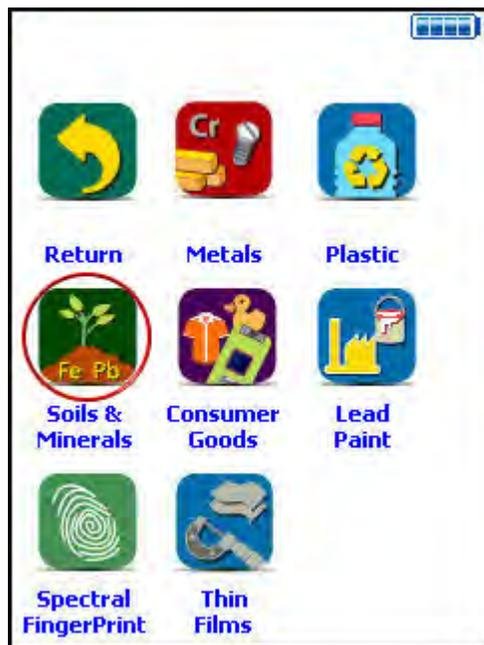 Cr
Return Metals Plastic
Fe Pb
Soils & Consumer Lead
Minerals Goods Paint
Spectral Thin
FingerPrint Films